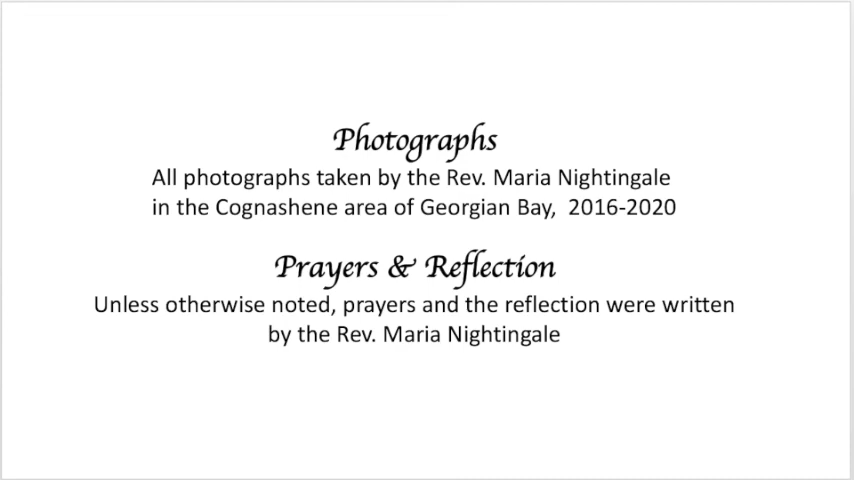 Photographs
All photographs taken by the Rev. Maria Nightingale
in the Cognashene area of Georgian Bay,  2016-2020
Prayers & Reflection
Unless otherwise noted, prayers and the reflection were written
by the Rev. Maria Nightingale